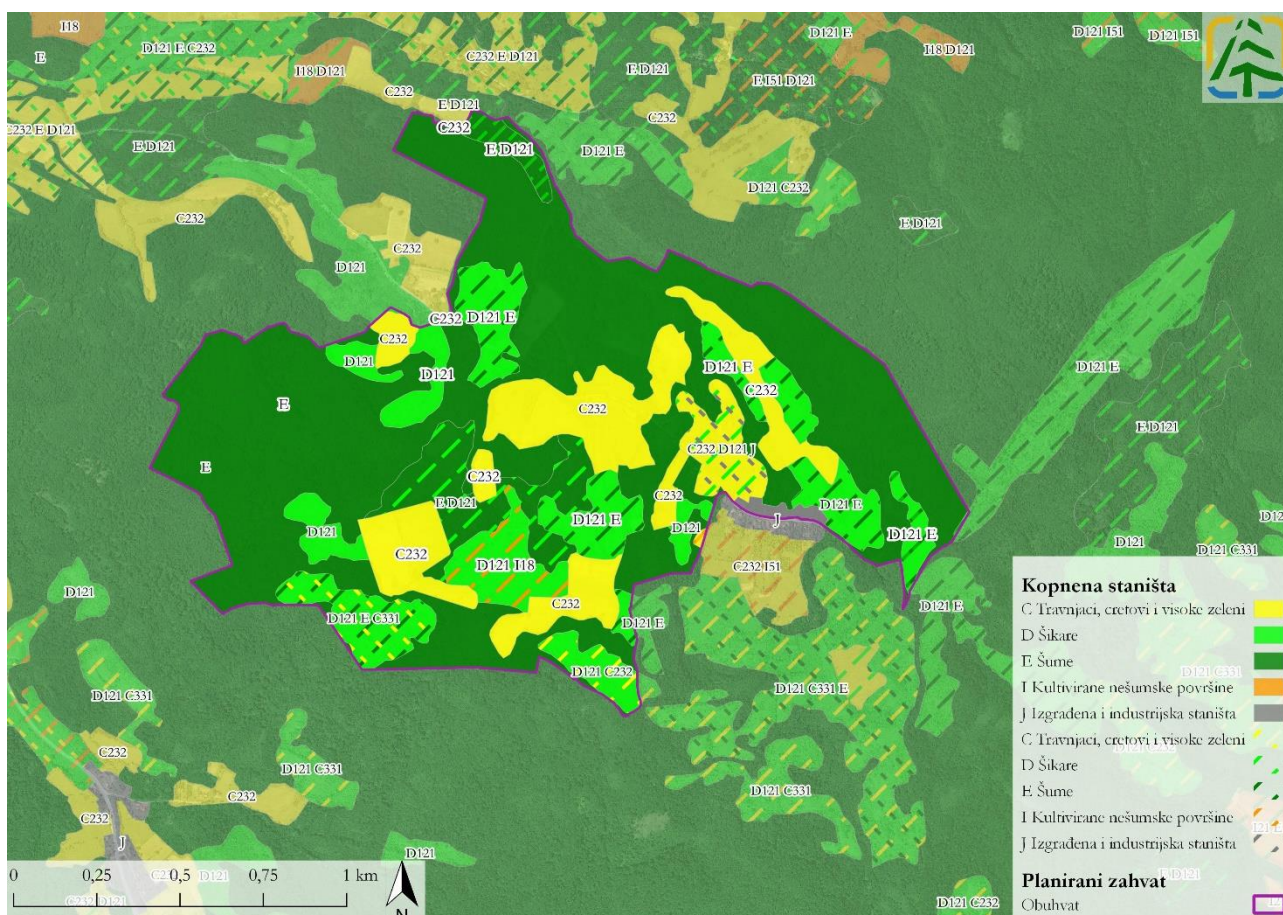 I18
E
D121 E C232
I18 D121
C232
C232 E D121
E D121
D121 E
I18 D121
D121 I51
D121 I51
E I51 D121
C232
E D121
C232
E D121
D121 E
C232 E D121
E D121
D121 C232
C232
C232
D121
E D121
C232
C232
D121
D121
D121 E
D121 E
C232
D121 E
E
C232
C232 D121 J
E
C232
E D121
C232
D121 E
D121 E
E D121
D121
C232
D121
D121 E
J
D121
D121 I18
C232 I51
D121 C331
D121
C232
D121 E
D121 E C331
D121 E
D121 C232
D121 C331
D121 C331 E
C232
D121 C331
C232
C232
D121 C331
J
D121
D121 C232
Kopnena staništa
C Travnjaci, cretovi i visoke zeleni
D Šikare
E Šume
I Kultivirane nešumske površine
J Izgrađena i industrijska staništa
C Travnjaci, cretovi i visoke zeleni
D Šikare
E Šume
I Kultivirane nešumske površine
J Izgrađena i industrijska staništa
Planirani zahvat
Obuhvat
0 0,25 0,5 0,75 1 km
N